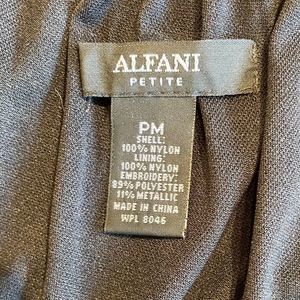 ALFANI
PETITE
PM
SHELL:
100% NYLON
LINING:
100% NYLON
EMBROIDERY:
89% POLYESTER
11% METALLIC
MADE IN CHINA
WPL 8046